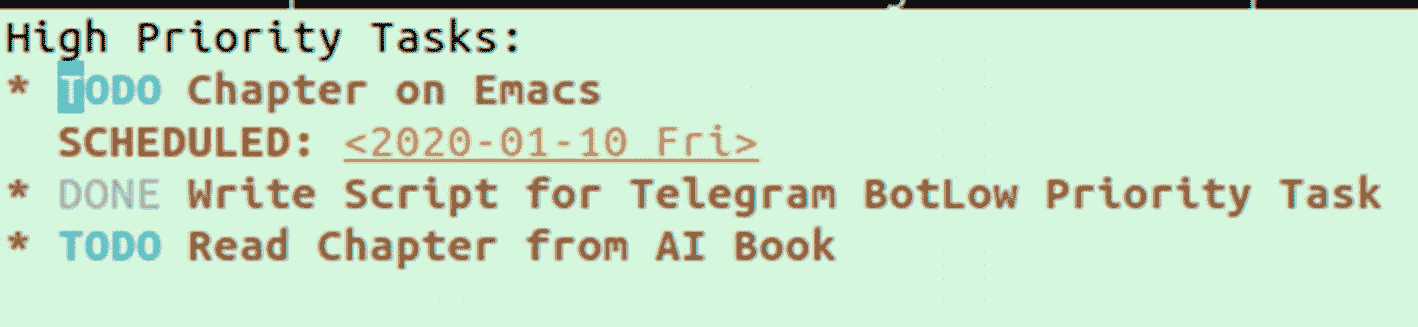 High Priority Tasks:
* TODO Chapter on Emacs
SCHEDULED: <2020-01-10 Fri>
* DONE Write Script for Telegram BotLow Priority Task
* TODO Read Chapter from AI Book